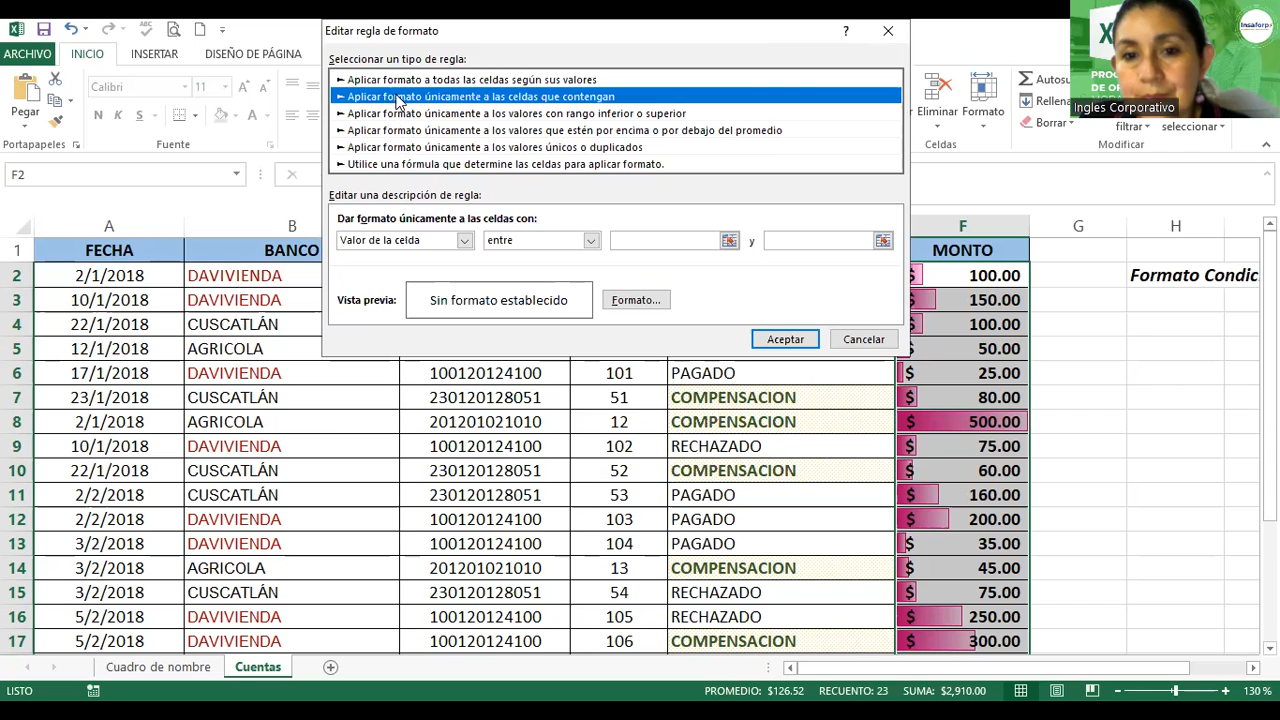 Editar regla de formato
?
ARCHIVO
INICIO
INSERTAR
DISEÑO DE PÁGINA
Seleccionar un tipo de regla:
► Aplicar formato a todas las celdas según sus valores
► Aplicar formato únicamente a las celdas que contengan
► Aplicar formato únicamente a los valores con rango inferior o superior
► Aplicar formato únicamente a los valores que estén por encima o por debajo del promedio
► Aplicar formato únicamente a los valores únicos o duplicados
► Utilice una fórmula que determine las celdas para aplicar formato.
Editar una descripción de regla:
Dar formato únicamente a las celdas con:
Valor de la celda
entre
y
Vista previa:
Sin formato establecido
Formato...
Aceptar
Cancelar
Pegar
Calibri
11
N K S
Portapapeles
Fuente
Insaforp
Ingles Corporativo
Eliminar
Formato
Celdas
Autosu
Rellena
Borrar
filtrar
seleccionar
Modificar
F2
A B F G H
1 FECHA BANCO MONTO
2 2/1/2018 DAVIVIENDA $ 100.00 Formato Condic
3 10/1/2018 DAVIVIENDA $ 150.00
4 22/1/2018 CUSCATLÁN $ 100.00
5 12/1/2018 AGRICOLA $ 50.00
6 17/1/2018 DAVIVIENDA 100120124100 101 PAGADO $ 25.00
7 23/1/2018 CUSCATLÁN 230120128051 51 COMPENSACION $ 80.00
8 2/1/2018 AGRICOLA 201201021010 12 COMPENSACION $ 500.00
9 10/1/2018 DAVIVIENDA 100120124100 102 RECHAZADO $ 75.00
10 22/1/2018 CUSCATLÁN 230120128051 52 COMPENSACION $ 60.00
11 2/2/2018 CUSCATLÁN 230120128051 53 PAGADO $ 160.00
12 2/2/2018 DAVIVIENDA 100120124100 103 PAGADO $ 200.00
13 3/2/2018 DAVIVIENDA 100120124100 104 PAGADO $ 35.00
14 3/2/2018 AGRICOLA 201201021010 13 COMPENSACION $ 45.00
15 3/2/2018 CUSCATLÁN 230120128051 54 RECHAZADO $ 75.00
16 5/2/2018 DAVIVIENDA 100120124100 105 RECHAZADO $ 250.00
17 5/2/2018 DAVIVIENDA 100120124100 106 COMPENSACION $ 300.00
Cuadro de nombre
Cuentas
LISTO
PROMEDIO: $126.52 RECUENTO: 23 SUMA: $2,910.00
130 %